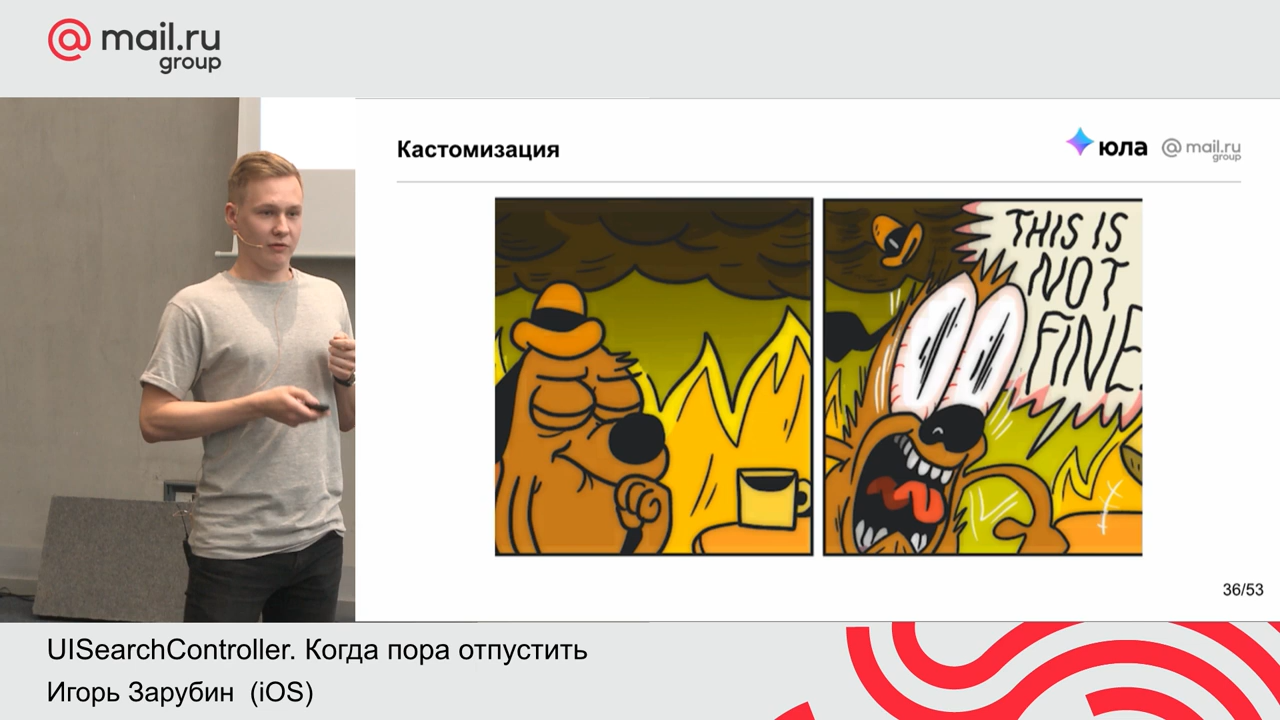 @ mail.ru
group
Кастомизация
юла @ mail.ru
group
THIS IS
NOT
FINE.
36/53
UISearchController. Когда пора отпустить
Игорь Зарубин (iOS)